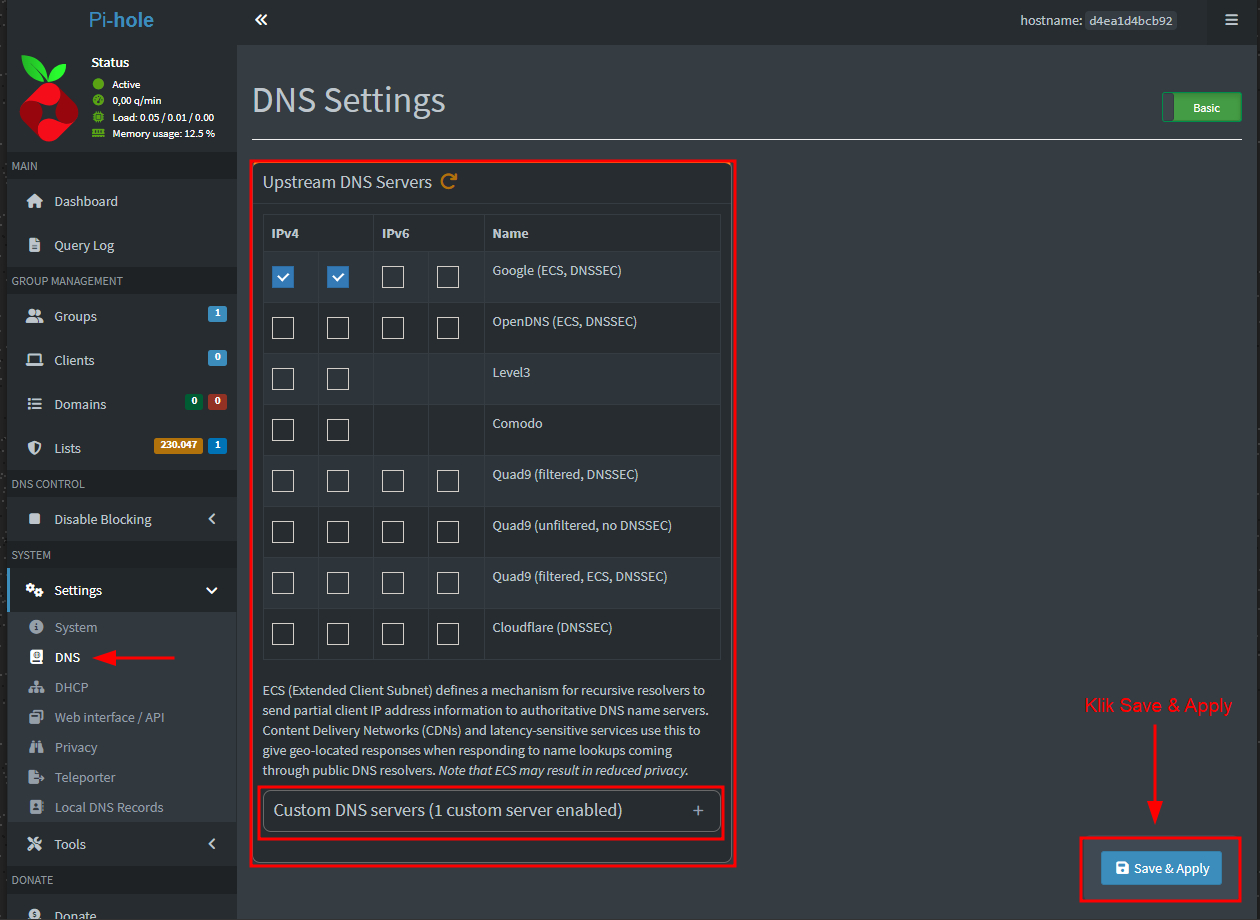 Pi-hole
hostname: d4ea1d4bcb92
Status
Active
0,00 q/min
Load: 0.05 / 0.01 / 0.00
Memory usage: 12.5 %
MAIN
Dashboard
Query Log
GROUP MANAGEMENT
Groups 1
Clients 0
Domains 0 0
Lists 230.047 1
DNS CONTROL
Disable Blocking
SYSTEM
Settings
System
DNS
DHCP
Web interface / API
Privacy
Teleporter
Local DNS Records
Tools
DONATE
Donate
DNS Settings
Basic
Upstream DNS Servers
IPv4 IPv6 Name
Google (ECS, DNSSEC)
OpenDNS (ECS, DNSSEC)
Level3
Comodo
Quad9 (filtered, DNSSEC)
Quad9 (unfiltered, no DNSSEC)
Quad9 (filtered, ECS, DNSSEC)
Cloudflare (DNSSEC)
ECS (Extended Client Subnet) defines a mechanism for recursive resolvers to
send partial client IP address information to authoritative DNS name servers.
Content Delivery Networks (CDNs) and latency-sensitive services use this to
give geo-located responses when responding to name lookups coming
through public DNS resolvers. Note that ECS may result in reduced privacy.
Custom DNS servers (1 custom server enabled) +
Klik Save & Apply
Save & Apply